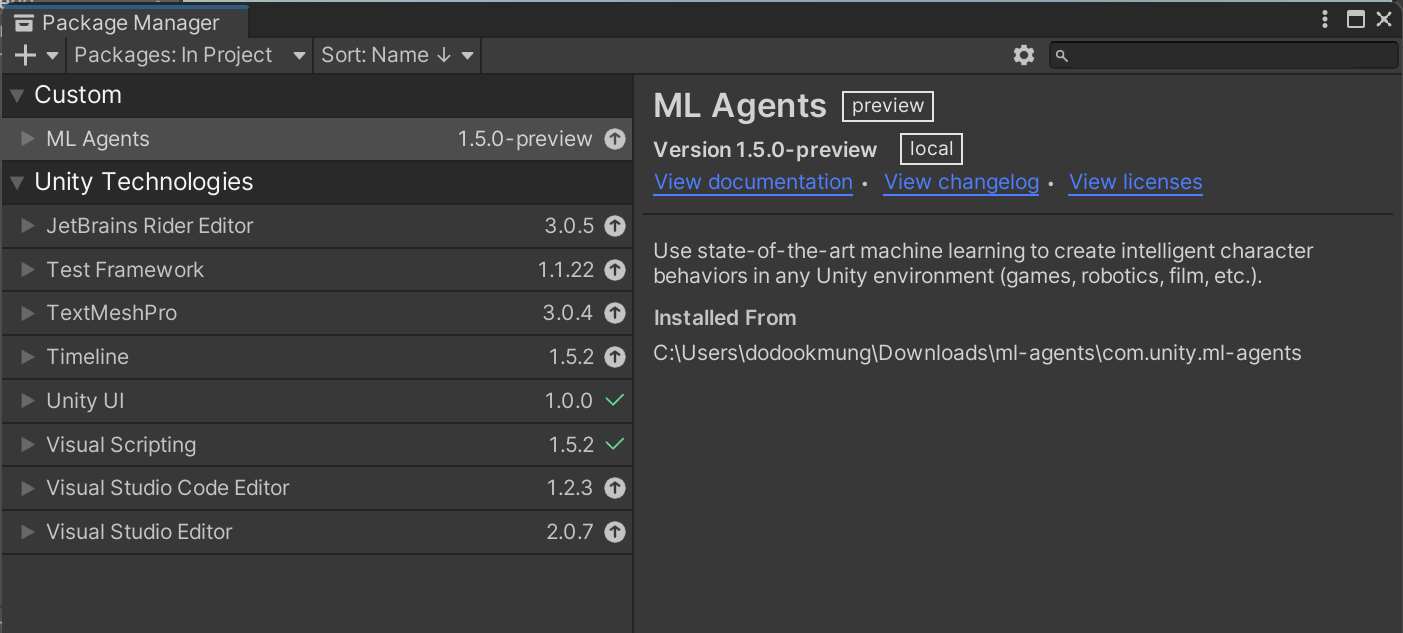 Package Manager
Packages: In Project
Sort: Name ↓
Custom
ML Agents 1.5.0-preview
Unity Technologies
JetBrains Rider Editor 3.0.5
Test Framework 1.1.22
TextMeshPro 3.0.4
Timeline 1.5.2
Unity UI 1.0.0
Visual Scripting 1.5.2
Visual Studio Code Editor 1.2.3
Visual Studio Editor 2.0.7
ML Agents preview
Version 1.5.0-preview local
View documentation • View changelog • View licenses
Use state-of-the-art machine learning to create intelligent character
behaviors in any Unity environment (games, robotics, film, etc.).
Installed From
C:\Users\dodookmung\Downloads\ml-agents\com.unity.ml-agents